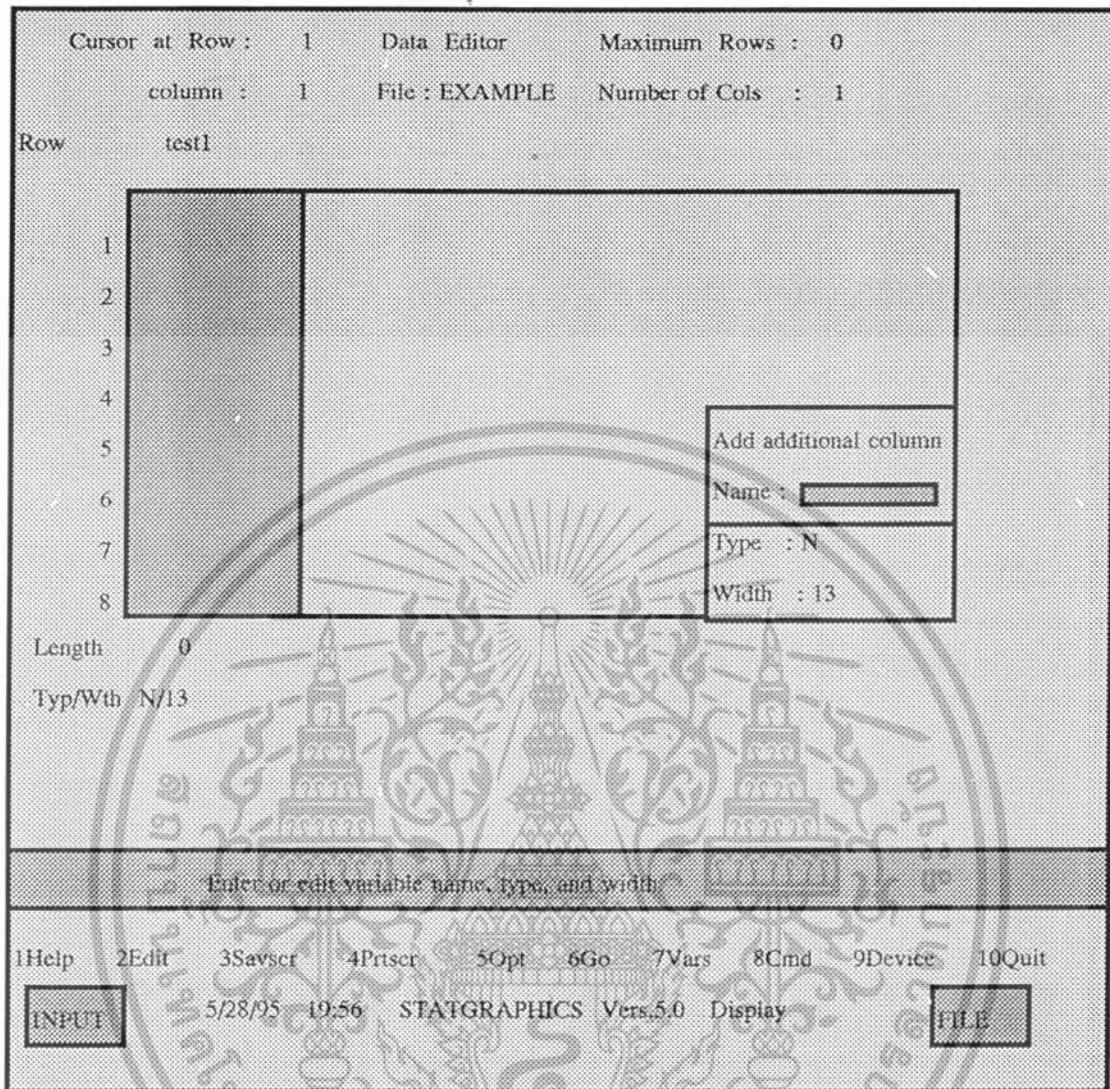 Cursor at Row : 1 Data Editor Maximum Rows : 0
column : 1 File : EXAMPLE Number of Cols : 1
Row test1
1
2
3
4
Add additional column
5
Name :
6
Type : N
7
Width : 13
8
Length 0
Typ/Wth N/13
Enter or edit variable name, type, and width
1Help 2Edit 3Savscr 4Prtscr 5Opt 6Go 7Vars 8Cmd 9Device 10Quit
INPUT 5/28/95 19:56 STATGRAPHICS Vers.5.0 Display FILE